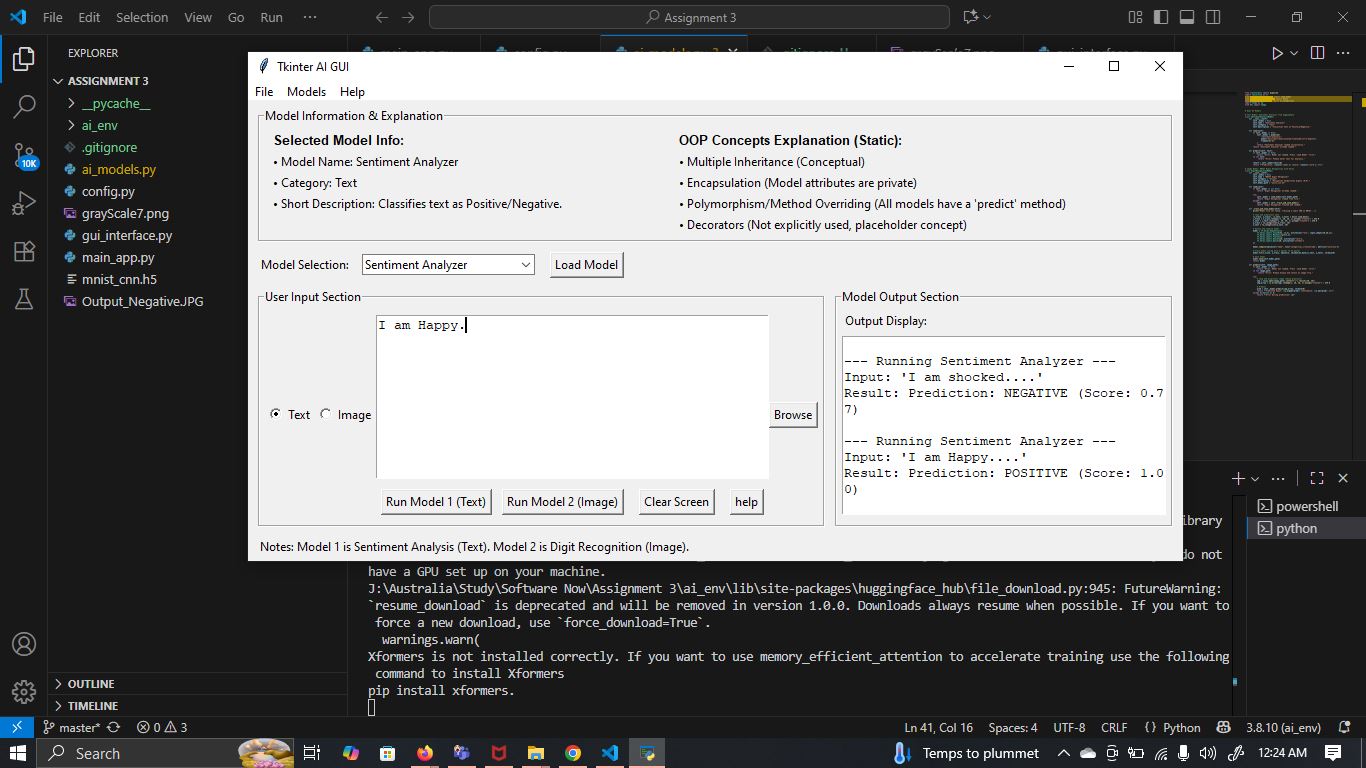 File Edit Selection View Go Run ··· Assignment 3
EXPLORER
ASSIGNMENT 3
__pycache__
ai_env
.gitignore
ai_models.py
config.py
grayScale7.png
gui_interface.py
main_app.py
mnist_cnn.h5
Output_Negative.JPG
10K
OUTLINE
TIMELINE
Tkinter AI GUI
File Models Help
Model Information & Explanation
Selected Model Info:
• Model Name: Sentiment Analyzer
• Category: Text
• Short Description: Classifies text as Positive/Negative.
OOP Concepts Explanation (Static):
• Multiple Inheritance (Conceptual)
• Encapsulation (Model attributes are private)
• Polymorphism/Method Overriding (All models have a 'predict' method)
• Decorators (Not explicitly used, placeholder concept)
Model Selection: Sentiment Analyzer Load Model
User Input Section
I am Happy.
Text Image Browse
Run Model 1 (Text) Run Model 2 (Image) Clear Screen help
Model Output Section
Output Display:
--- Running Sentiment Analyzer ---
Input: 'I am shocked....'
Result: Prediction: NEGATIVE (Score: 0.7
7)
--- Running Sentiment Analyzer ---
Input: 'I am Happy....'
Result: Prediction: POSITIVE (Score: 1.0
0)
Notes: Model 1 is Sentiment Analysis (Text). Model 2 is Digit Recognition (Image).
ibrary
do not
have a GPU set up on your machine.
J:\Australia\Study\Software Now\Assignment 3\ai_env\lib\site-packages\huggingface_hub\file_download.py:945: FutureWarning:
`resume_download` is deprecated and will be removed in version 1.0.0. Downloads always resume when possible. If you want to
force a new download, use `force_download=True`.
warnings.warn(
Xformers is not installed correctly. If you want to use memory_efficient_attention to accelerate training use the following
command to install Xformers
pip install xformers.
powershell
python
master* 0 3 Ln 41, Col 16 Spaces: 4 UTF-8 CRLF {} Python 3.8.10 (ai_env)
Search Temps to plummet 12:24 AM